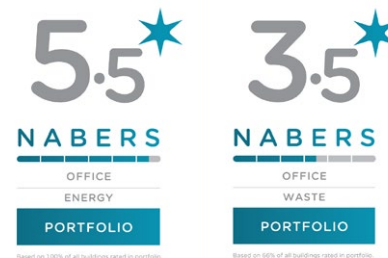 5.5
NABERS
OFFICE
ENERGY
PORTFOLIO
Based on 100% of all buildings rated in portfolio.
3.5
NABERS
OFFICE
WASTE
PORTFOLIO
Based on 66% of all buildings rated in portfolio.